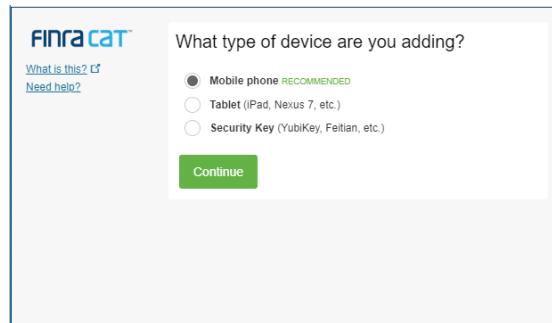 FINRA CAT™
What is this?
Need help?
What type of device are you adding?
Mobile phone RECOMMENDED
Tablet (iPad, Nexus 7, etc.)
Security Key (YubiKey, Feitian, etc.)
Continue